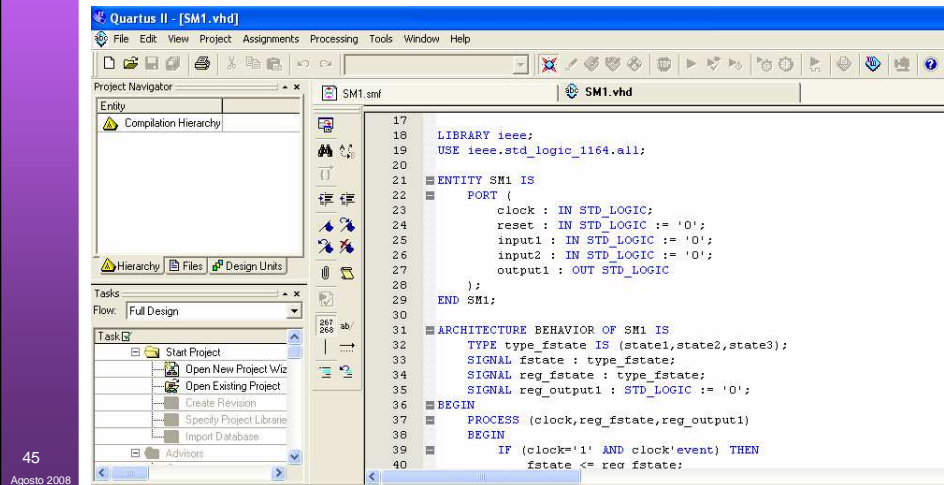 Quartus II - [SM1.vhd]
File Edit View Project Assignments Processing Tools Window Help
Project Navigator
Entity
Compilation Hierarchy
Hierarchy Files Design Units
Tasks
Flow: Full Design
Task
Start Project
Open New Project Wiz
Open Existing Project
Create Revision
Specify Project Librarie
Import Database
Advisors
SM1.smf
SM1.vhd
267
268
ab/
17
18 LIBRARY ieee;
19 USE ieee.std_logic_1164.all;
20
21 ENTITY SM1 IS
22 PORT (
23 clock : IN STD_LOGIC;
24 reset : IN STD_LOGIC := '0';
25 input1 : IN STD_LOGIC := '0';
26 input2 : IN STD_LOGIC := '0';
27 output1 : OUT STD_LOGIC
28 );
29 END SM1;
30
31 ARCHITECTURE BEHAVIOR OF SM1 IS
32 TYPE type_fstate IS (state1,state2,state3);
33 SIGNAL fstate : type_fstate;
34 SIGNAL reg_fstate : type_fstate;
35 SIGNAL reg_output1 : STD_LOGIC := '0';
36 BEGIN
37 PROCESS (clock,reg_fstate,reg_output1)
38 BEGIN
39 IF (clock='1' AND clock'event) THEN
40 fstate <= reg_fstate;
45
Agosto 2008